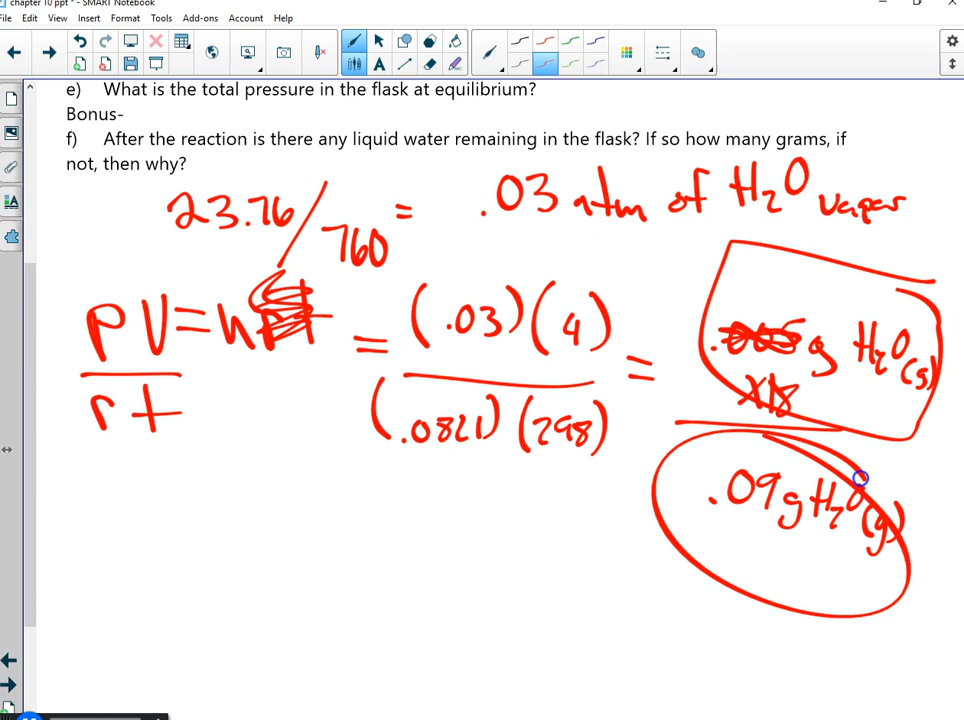 chapter 10 ppt * - SMART Notebook
File Edit View Insert Format Tools Add-ons Account Help
e) What is the total pressure in the flask at equilibrium?
Bonus-
f) After the reaction is there any liquid water remaining in the flask? If so how many grams, if
not, then why?
23.76/760 = .03 atm of H₂O vapor
PV=n = (.03)(4) = g H₂O(g)
rt (.0821)(298) x18
.09g H₂O(g)